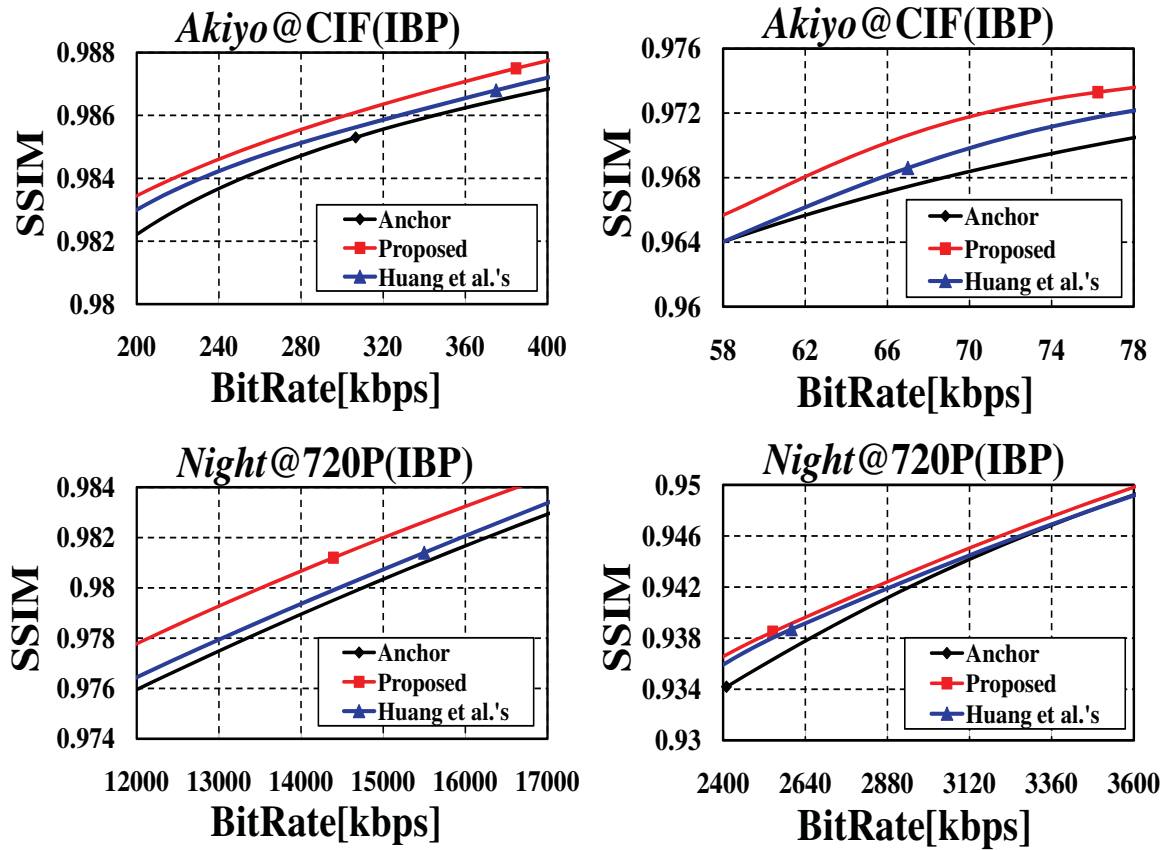 Akiyo@CIF(IBP)
0.988
0.986
0.984
0.982
0.98
SSIM
Anchor
Proposed
Huang et al.'s
200 240 280 320 360 400
BitRate[kbps]
Akiyo@CIF(IBP)
0.976
0.972
0.968
0.964
0.96
SSIM
Anchor
Proposed
Huang et al.'s
58 62 66 70 74 78
BitRate[kbps]
Night@720P(IBP)
0.984
0.982
0.98
0.978
0.976
0.974
SSIM
Anchor
Proposed
Huang et al.'s
12000 13000 14000 15000 16000 17000
BitRate[kbps]
Night@720P(IBP)
0.95
0.946
0.942
0.938
0.934
0.93
SSIM
Anchor
Proposed
Huang et al.'s
2400 2640 2880 3120 3360 3600
BitRate[kbps]